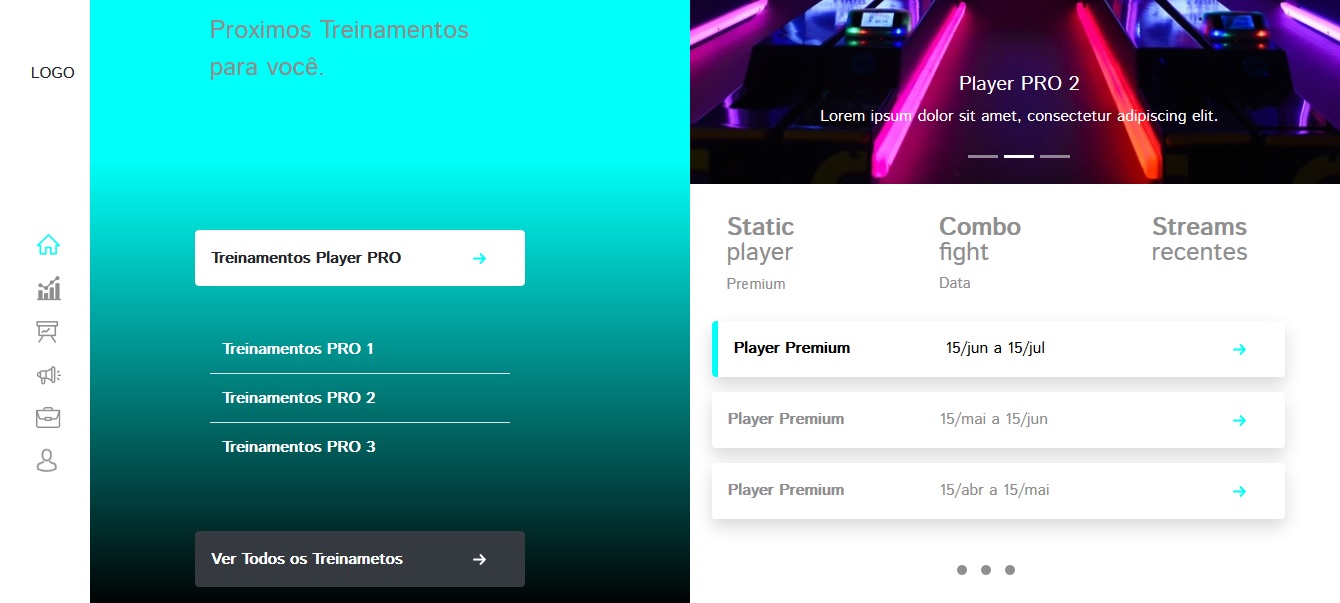 LOGO
Proximos Treinamentos
para você.
Treinamentos Player PRO
Treinamentos PRO 1
Treinamentos PRO 2
Treinamentos PRO 3
Ver Todos os Treinametos
Player PRO 2
Lorem ipsum dolor sit amet, consectetur adipiscing elit.
Static
player
Premium
Combo
fight
Data
Streams
recentes
Player Premium 15/jun a 15/jul
Player Premium 15/mai a 15/jun
Player Premium 15/abr a 15/mai